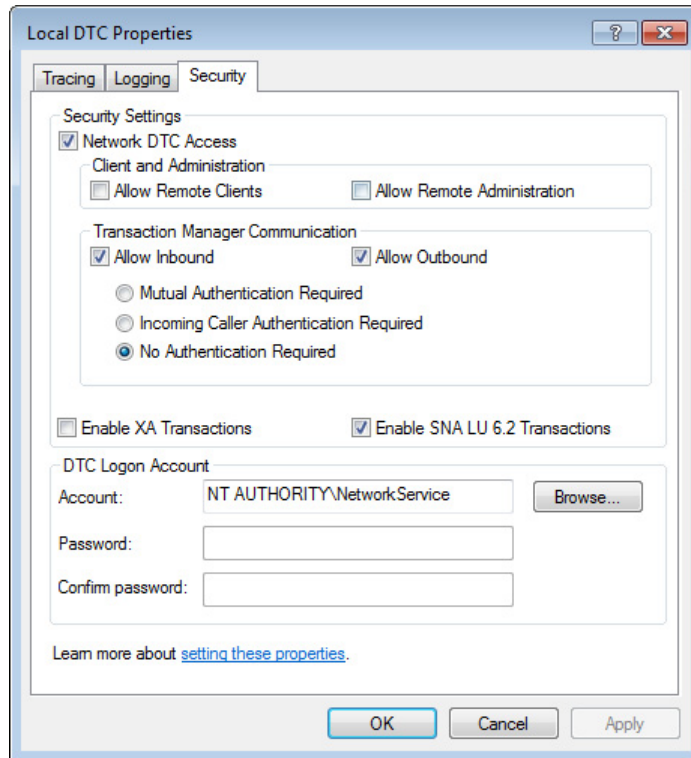 Local DTC Properties
Tracing Logging Security
Security Settings
Network DTC Access
Client and Administration
Allow Remote Clients Allow Remote Administration
Transaction Manager Communication
Allow Inbound Allow Outbound
Mutual Authentication Required
Incoming Caller Authentication Required
No Authentication Required
Enable XA Transactions Enable SNA LU 6.2 Transactions
DTC Logon Account
Account: NT AUTHORITY\NetworkService Browse...
Password:
Confirm password:
Learn more about setting these properties.
OK Cancel Apply